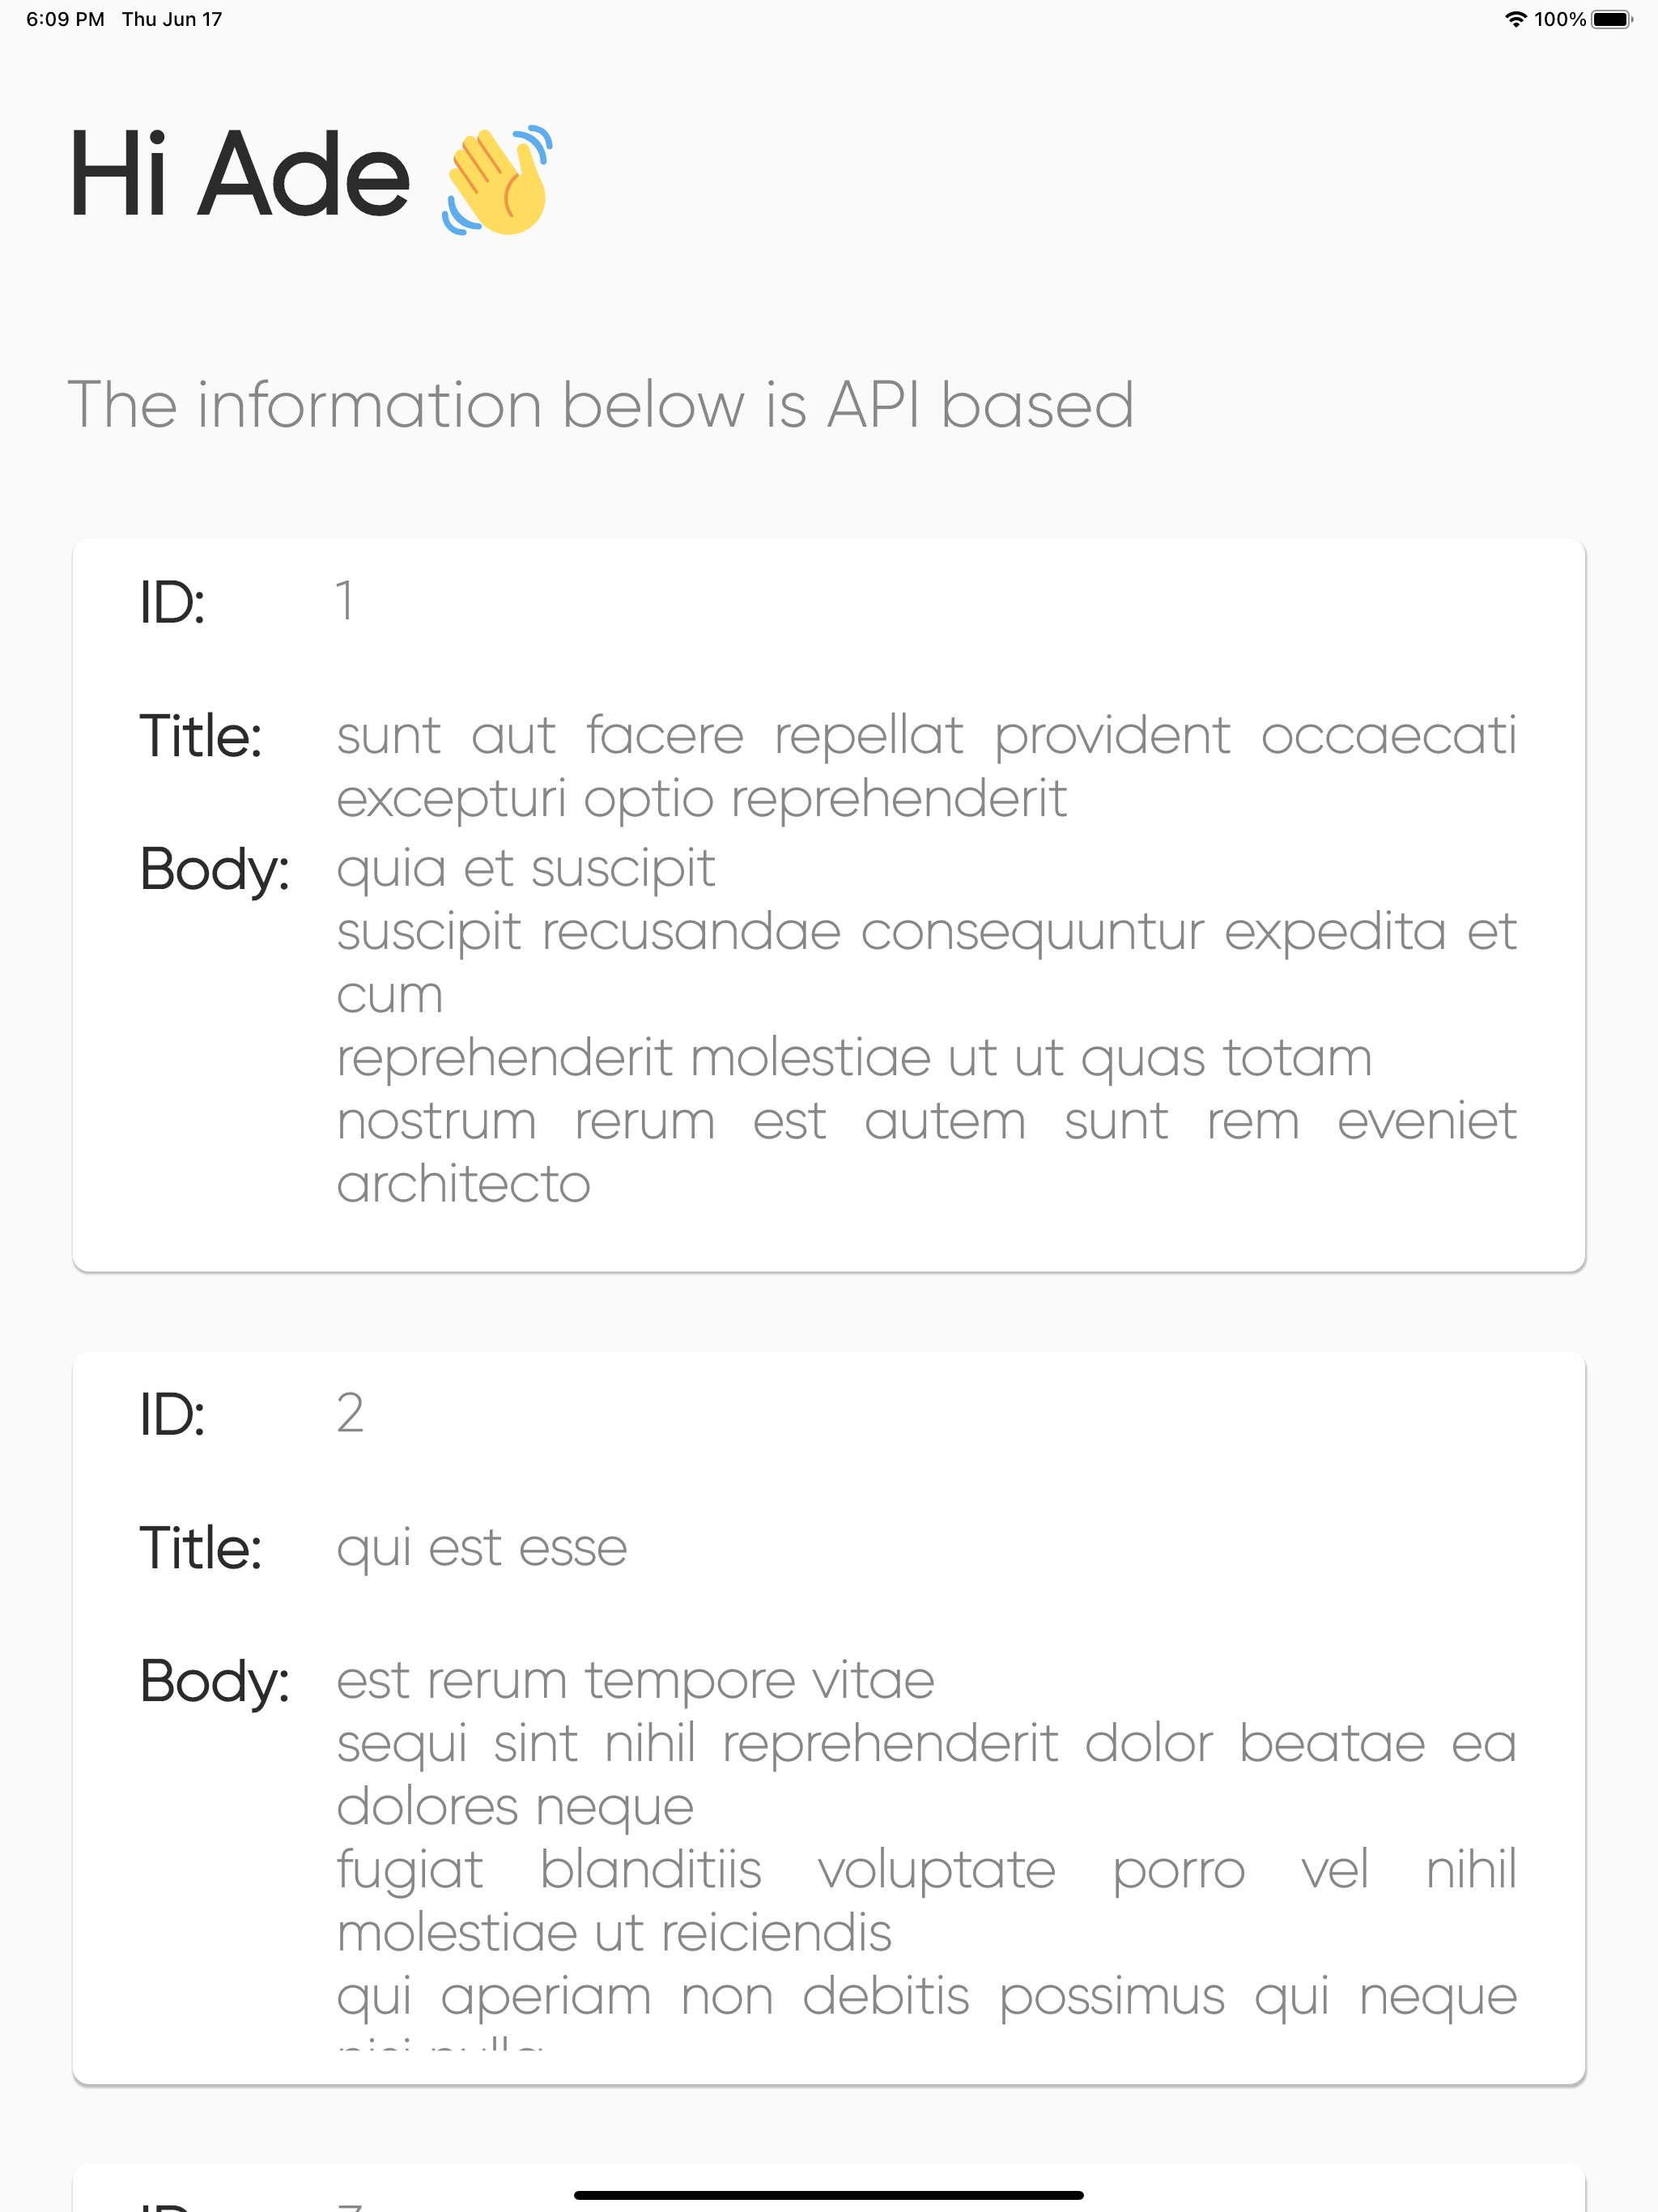 6:09 PM Thu Jun 17
100%
Hi Ade 👋
The information below is API based
ID: 1
Title: sunt aut facere repellat provident occaecati
excepturi optio reprehenderit
Body: quia et suscipit
suscipit recusandae consequuntur expedita et
cum
reprehenderit molestiae ut ut quas totam
nostrum rerum est autem sunt rem eveniet
architecto
ID: 2
Title: qui est esse
Body: est rerum tempore vitae
sequi sint nihil reprehenderit dolor beatae ea
dolores neque
fugiat blanditiis voluptate porro vel nihil
molestiae ut reiciendis
qui aperiam non debitis possimus qui neque